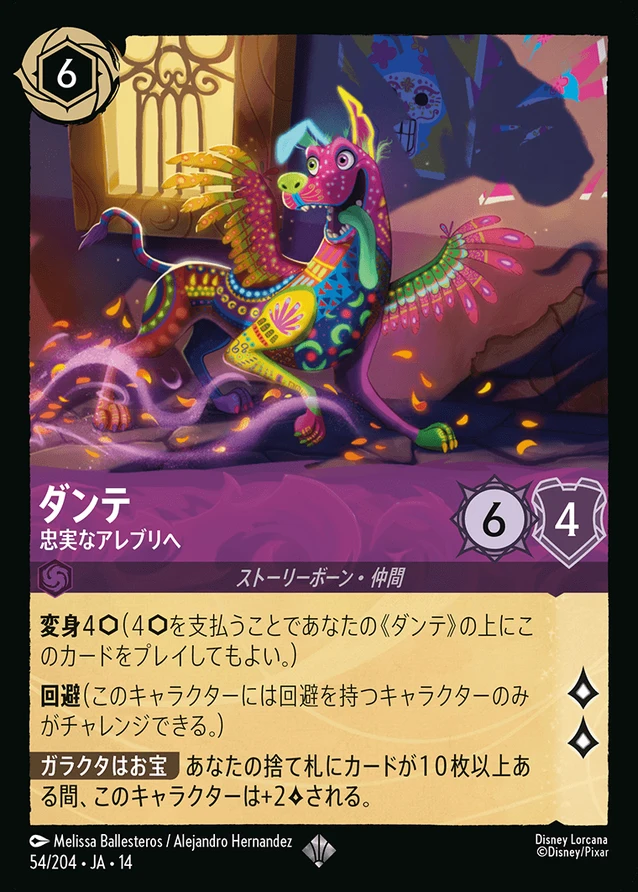 6
ダンテ
忠実なアレブリヘ
6
4
ストーリーボーン・仲間
変身4⬡(4⬡を支払うことであなたの《ダンテ》の上にこ
のカードをプレイしてもよい。)
回避(このキャラクターには回避を持つキャラクターのみ
がチャレンジできる。)
ガラクタはお宝 あなたの捨て札にカードが10枚以上あ
る間、このキャラクターは+2される。
Melissa Ballesteros / Alejandro Hernandez
54/204 • JA • 14
Disney Lorcana
©Disney/Pixar